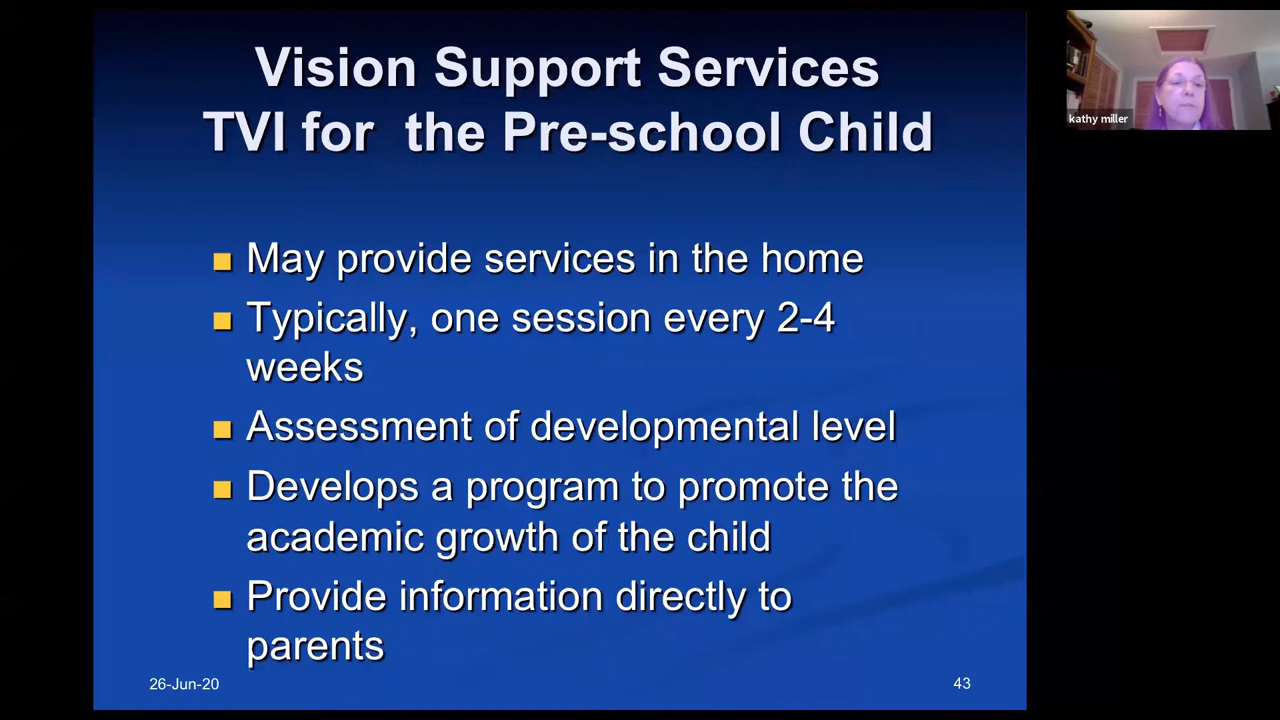 Vision Support Services
TVI for the Pre-school Child
May provide services in the home
Typically, one session every 2-4
weeks
Assessment of developmental level
Develops a program to promote the
academic growth of the child
Provide information directly to
parents
26-Jun-20
43
kathy miller